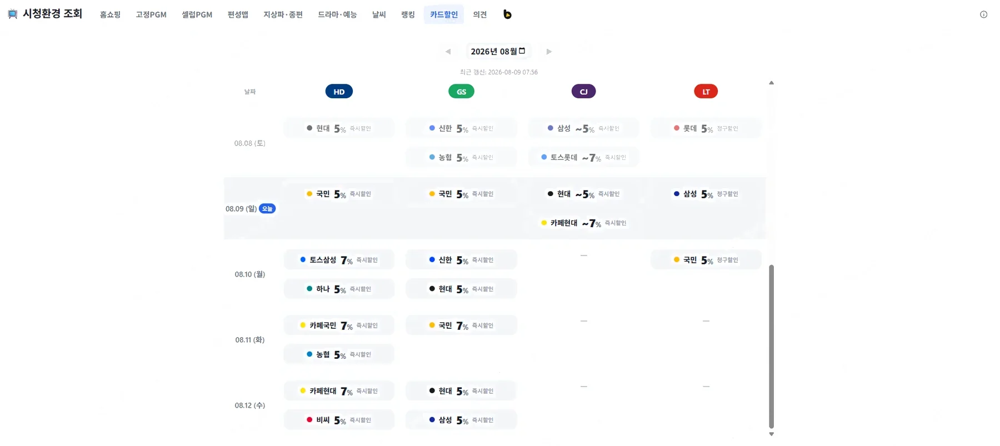 시청환경 조회 홈쇼핑 고정PGM 셀럽PGM 편성맵 지상파·종편 드라마·예능 날씨 랭킹 카드할인 의견
◀ 2026년 08월 ▶
최근 갱신: 2026-08-09 07:56
날짜 HD GS CJ LT
현대 5% 즉시할인 신한 5% 즉시할인 삼성 ~5% 즉시할인 롯데 5% 청구할인
08.08 (토)
농협 5% 즉시할인 토스롯데 ~7% 즉시할인
국민 5% 즉시할인 국민 5% 즉시할인 현대 ~5% 즉시할인 삼성 5% 청구할인
08.09 (일) 오늘
카페현대 ~7% 즉시할인
토스삼성 7% 즉시할인 신한 5% 즉시할인 — 국민 5% 청구할인
08.10 (월)
하나 5% 즉시할인 현대 5% 즉시할인
카페국민 7% 즉시할인 국민 7% 즉시할인 — —
08.11 (화)
농협 5% 즉시할인
카페현대 7% 즉시할인 현대 5% 즉시할인 — —
08.12 (수)
비씨 5% 즉시할인 삼성 5% 즉시할인